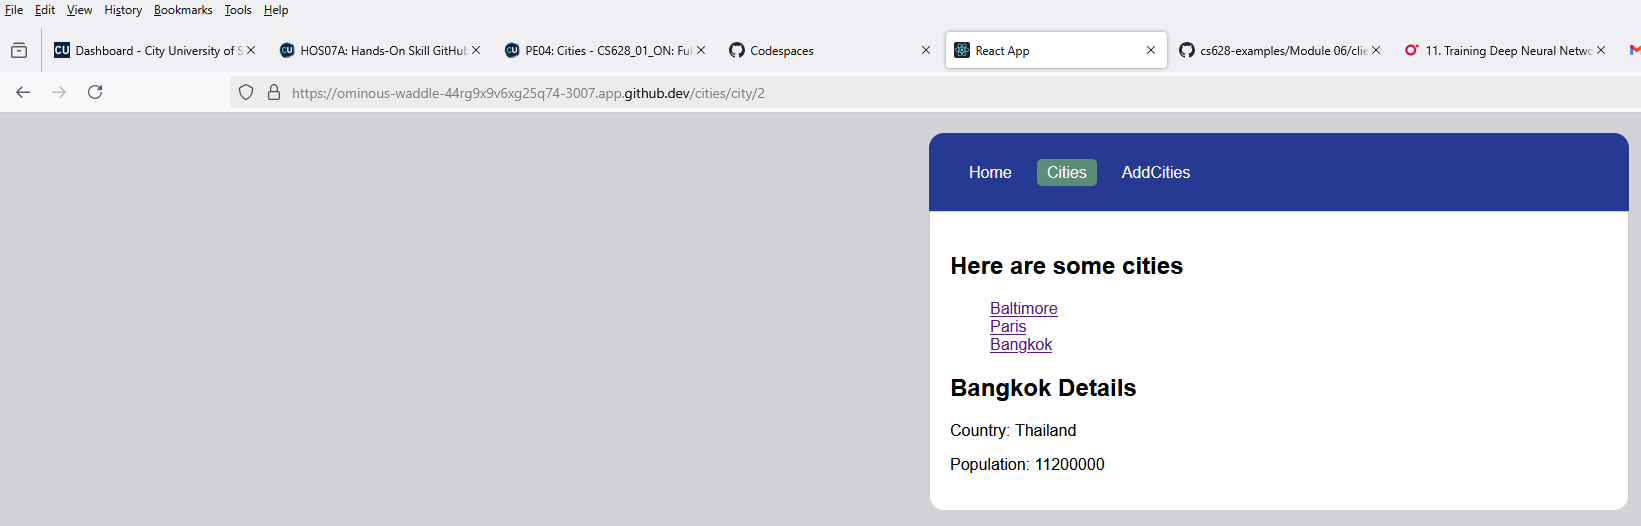 File Edit View History Bookmarks Tools Help
CU Dashboard - City University of S
CU HOS07A: Hands-On Skill GitHub
CU PE04: Cities - CS628_01_ON: Ful
Codespaces
React App
cs628-examples/Module 06/clie
11. Training Deep Neural Netwo
https://ominous-waddle-44rg9x9v6xg25q74-3007.app.github.dev/cities/city/2
Home Cities AddCities
Here are some cities
Baltimore
Paris
Bangkok
Bangkok Details
Country: Thailand
Population: 11200000